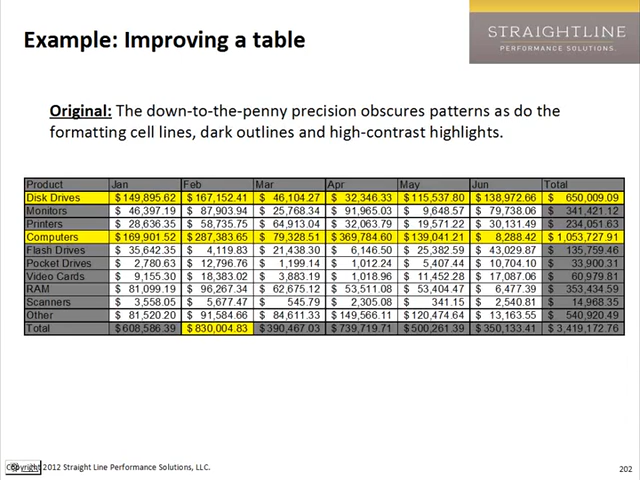 Example: Improving a table
STRAIGHTLINE
PERFORMANCE SOLUTIONS.
Original: The down-to-the-penny precision obscures patterns as do the
formatting cell lines, dark outlines and high-contrast highlights.
Product Jan Feb Mar Apr May Jun Total
Disk Drives $ 149,895.62 $ 167,152.41 $ 46,104.27 $ 32,346.33 $ 115,537.80 $ 138,972.66 $ 650,009.09
Monitors $ 46,397.19 $ 87,903.94 $ 25,768.34 $ 91,965.03 $ 9,648.57 $ 79,738.06 $ 341,421.12
Printers $ 28,636.35 $ 58,735.75 $ 64,913.04 $ 32,063.79 $ 19,571.22 $ 30,131.49 $ 234,051.63
Computers $ 169,901.52 $ 287,383.65 $ 79,328.51 $ 369,784.60 $ 139,041.21 $ 8,288.42 $ 1,053,727.91
Flash Drives $ 35,642.35 $ 4,119.83 $ 21,438.30 $ 6,146.50 $ 25,382.59 $ 43,029.87 $ 135,759.46
Pocket Drives $ 2,780.63 $ 12,796.76 $ 1,199.14 $ 1,012.24 $ 5,407.44 $ 10,704.10 $ 33,900.31
Video Cards $ 9,155.30 $ 18,383.02 $ 3,883.19 $ 1,018.96 $ 11,452.28 $ 17,087.06 $ 60,979.81
RAM $ 81,099.19 $ 96,267.34 $ 62,675.12 $ 53,511.08 $ 53,404.47 $ 6,477.39 $ 353,434.59
Scanners $ 3,558.05 $ 5,677.47 $ 545.79 $ 2,305.08 $ 341.15 $ 2,540.81 $ 14,968.35
Other $ 81,520.20 $ 91,584.66 $ 84,611.33 $ 149,566.11 $ 120,474.64 $ 13,163.55 $ 540,920.49
Total $ 608,586.39 $ 830,004.83 $ 390,467.03 $ 739,719.71 $ 500,261.39 $ 350,133.41 $ 3,419,172.76
Copyright 2012 Straight Line Performance Solutions, LLC.
202